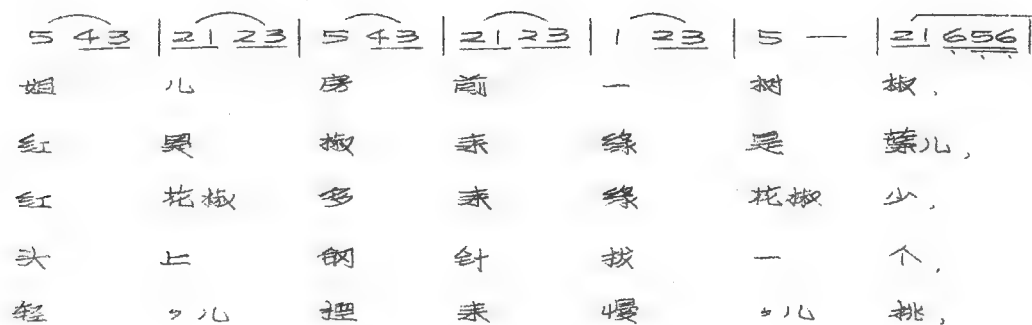 5 43 | 21 23 | 5 43 | 21 23 | 1 23 | 5 — | 21 656 |
姐 儿 房 前 一 树 椒，
红 是 椒 来 绿 是 叶儿，
红 花椒 多 来 绿 花椒 少，
头 上 钢 针 拔 一 个，
轻 々儿 捏 来 慢 々儿 挑，